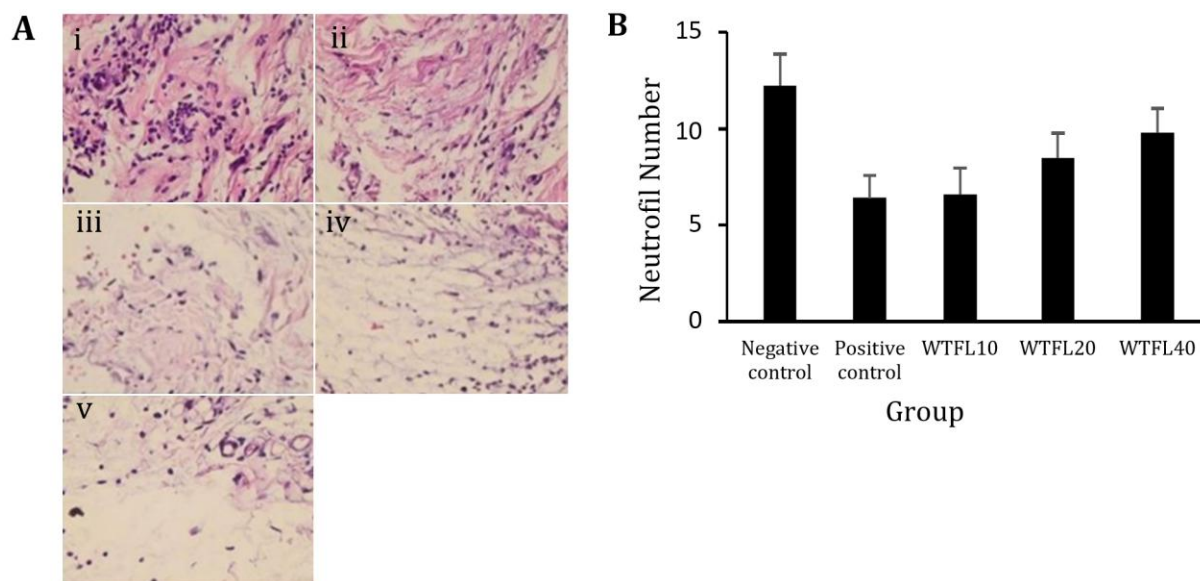 A
i
ii
iii
iv
v
B
Neutrofil Number
15
10
5
0
Negative control
Positive control
WTFL10
WTFL20
WTFL40
Group